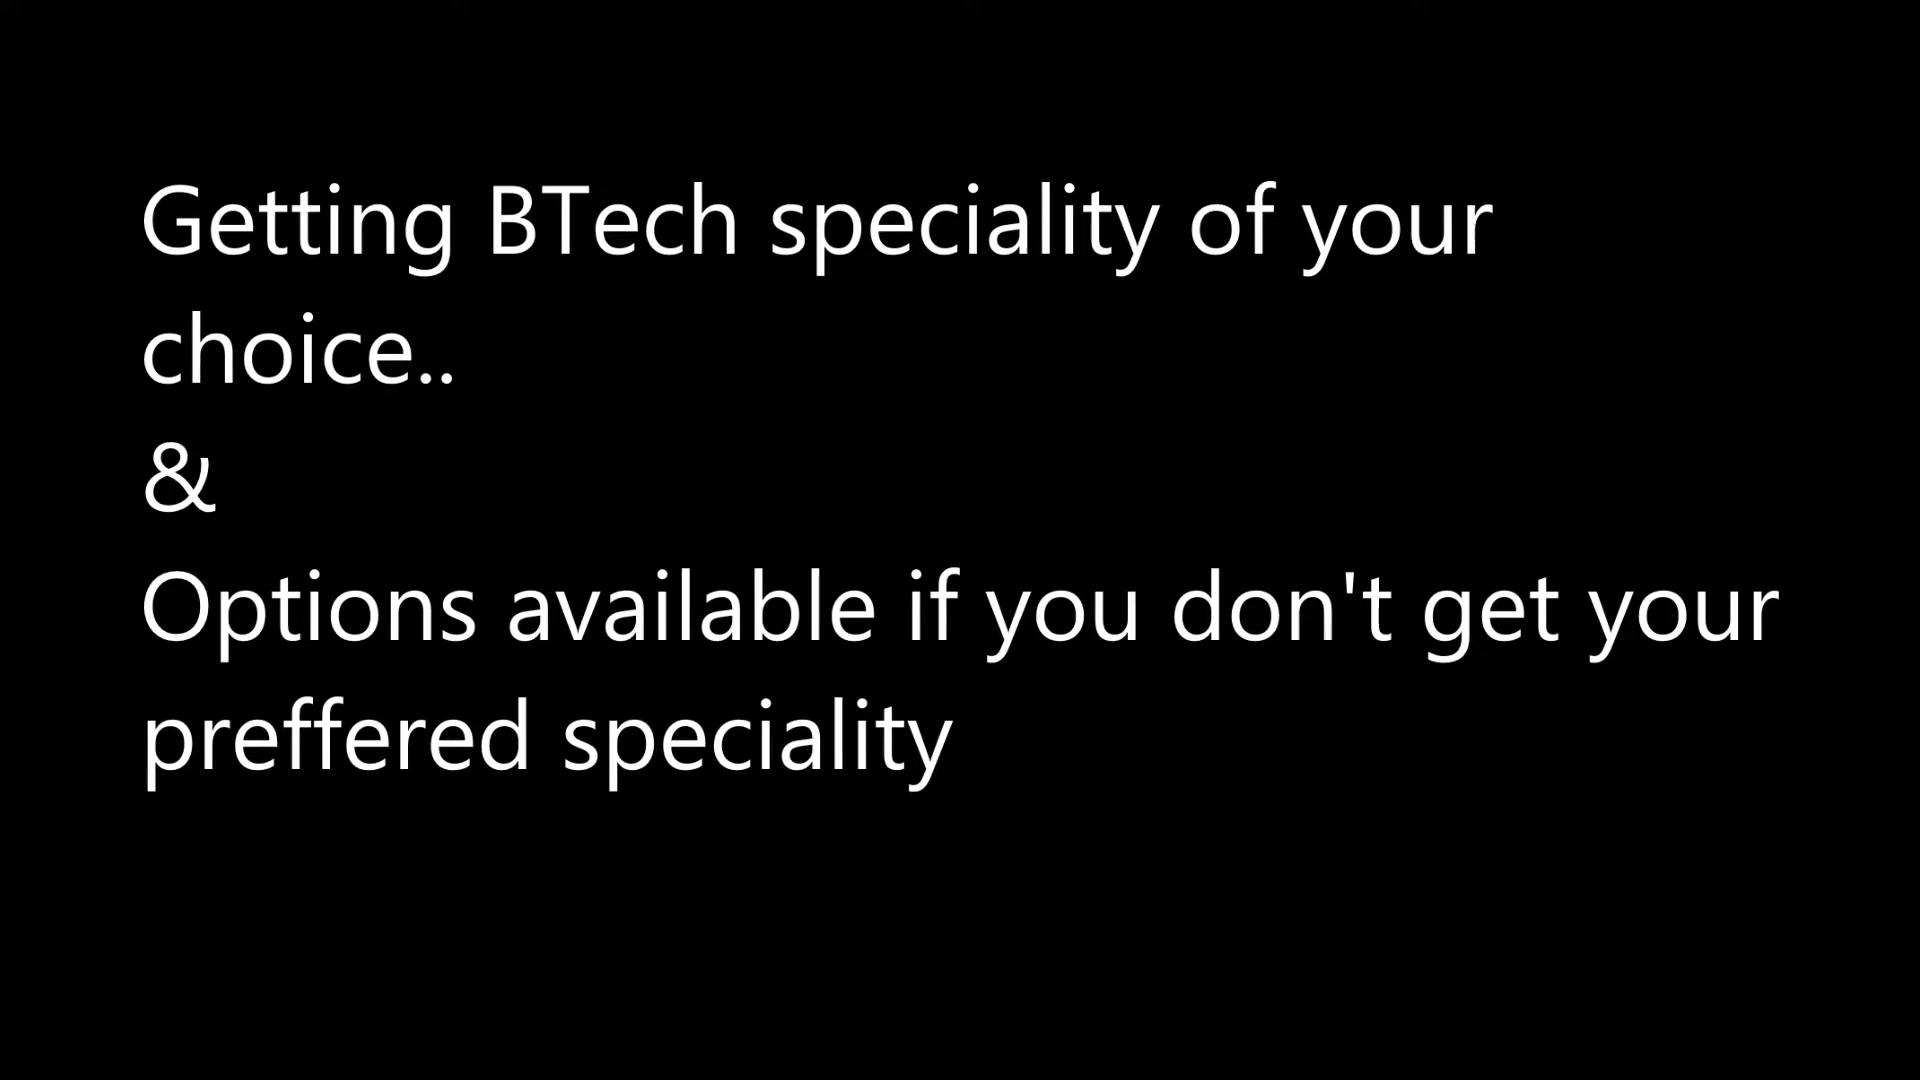 Getting BTech speciality of your
choice..
&
Options available if you don't get your
preffered speciality